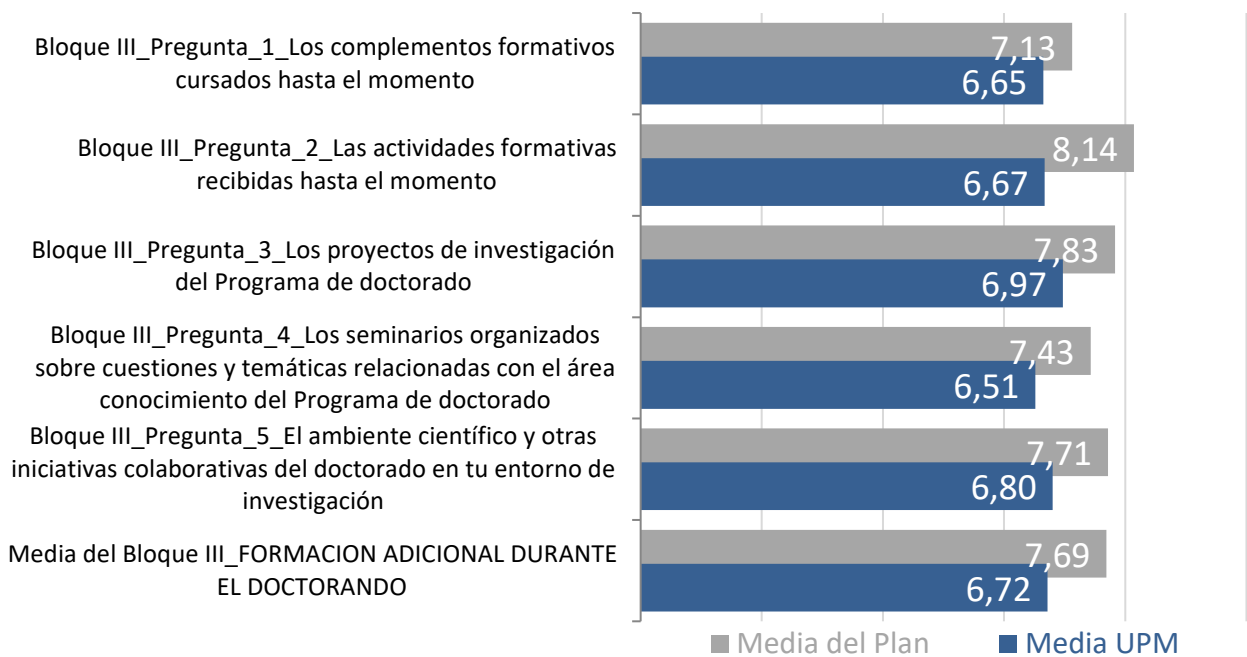 Bloque III_Pregunta_1_Los complementos formativos
cursados hasta el momento
7,13
6,65
Bloque III_Pregunta_2_Las actividades formativas
recibidas hasta el momento
8,14
6,67
Bloque III_Pregunta_3_Los proyectos de investigación
del Programa de doctorado
7,83
6,97
Bloque III_Pregunta_4_Los seminarios organizados
sobre cuestiones y temáticas relacionadas con el área
conocimiento del Programa de doctorado
7,43
6,51
Bloque III_Pregunta_5_El ambiente científico y otras
iniciativas colaborativas del doctorado en tu entorno de
investigación
7,71
6,80
Media del Bloque III_FORMACION ADICIONAL DURANTE
EL DOCTORANDO
7,69
6,72
Media del Plan
Media UPM